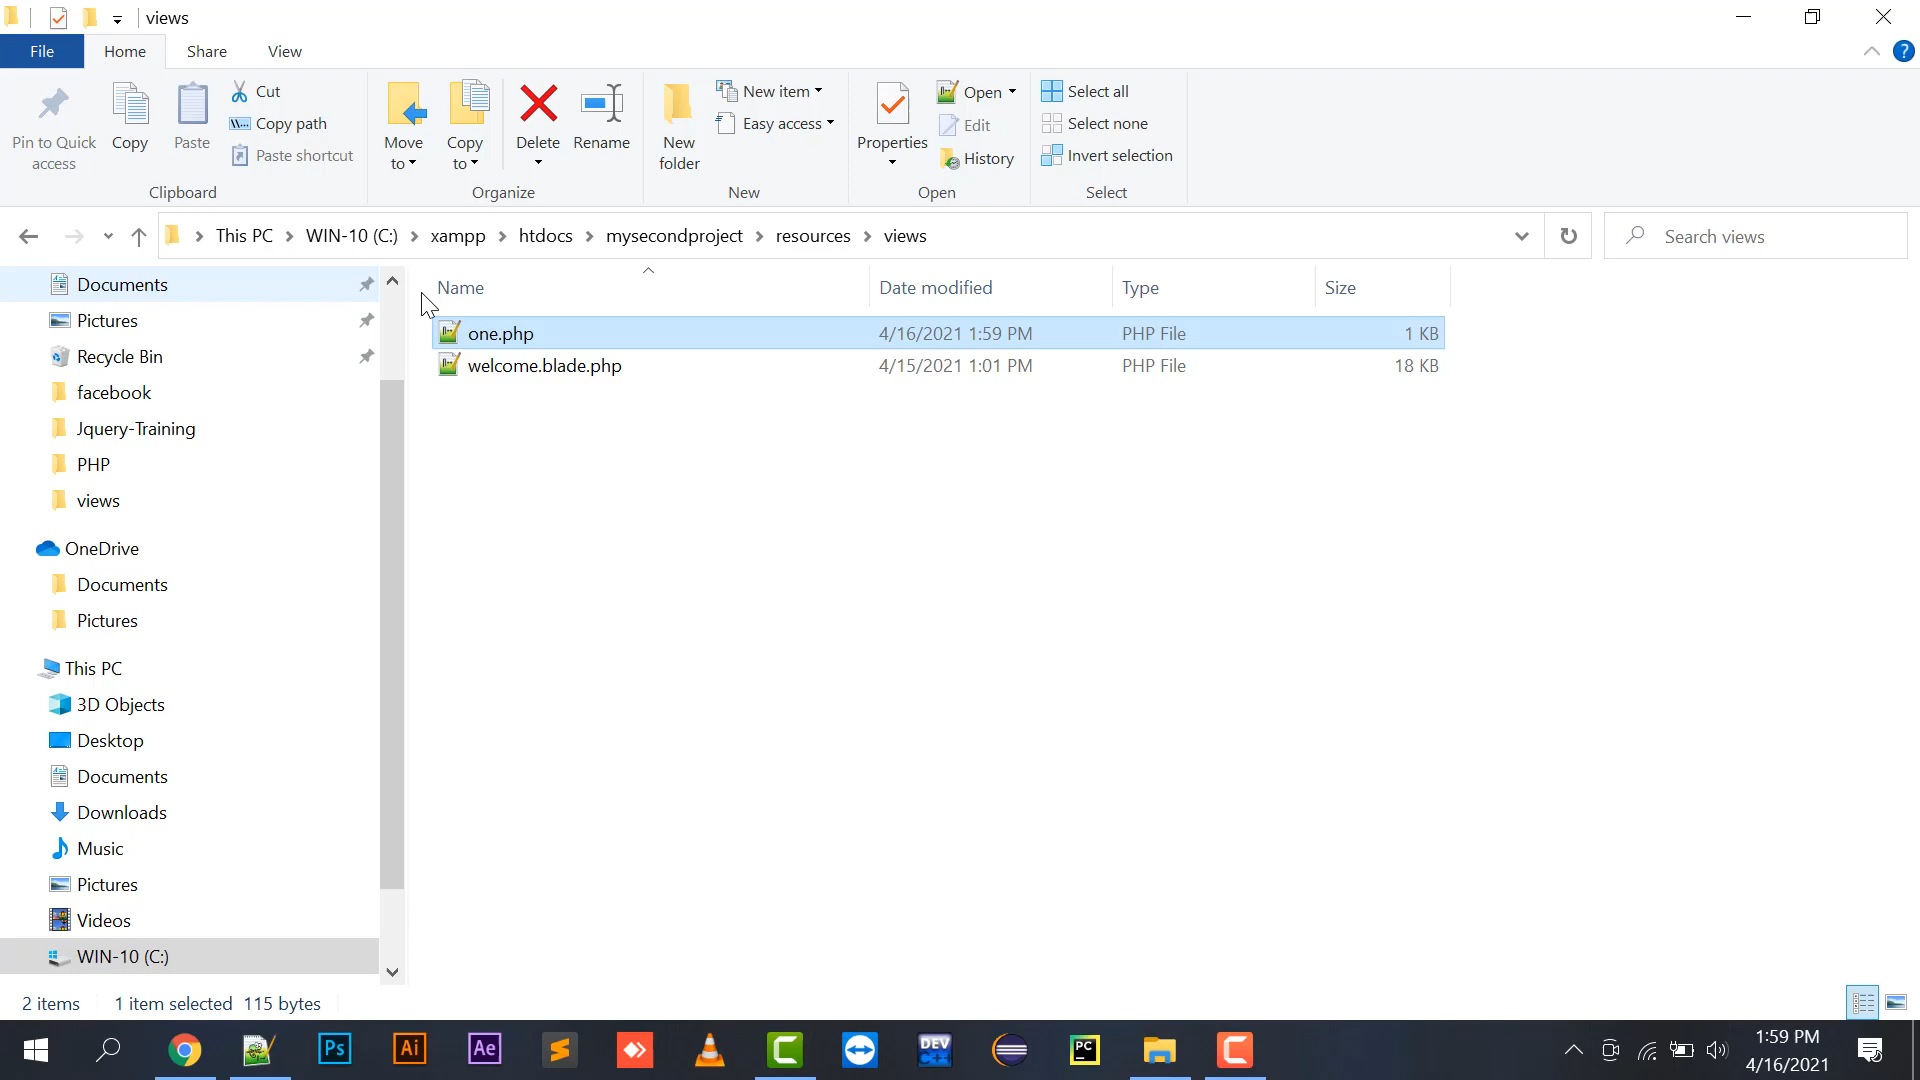 views
File Home Share View
Pin to Quick access
Copy
Paste
Cut
Copy path
Paste shortcut
Clipboard
Move to
Copy to
Delete
Rename
Organize
New folder
New item
Easy access
New
Properties
Open
Edit
History
Open
Select all
Select none
Invert selection
Select
This PC WIN-10 (C:) xampp htdocs mysecondproject resources views
Search views
Documents
Pictures
Recycle Bin
facebook
Jquery-Training
PHP
views
OneDrive
Documents
Pictures
This PC
3D Objects
Desktop
Documents
Downloads
Music
Pictures
Videos
WIN-10 (C:)
Name Date modified Type Size
one.php 4/16/2021 1:59 PM PHP File 1 KB
welcome.blade.php 4/15/2021 1:01 PM PHP File 18 KB
2 items 1 item selected 115 bytes
Ps
Ai
Ae
DEV C++
PC
1:59 PM
4/16/2021